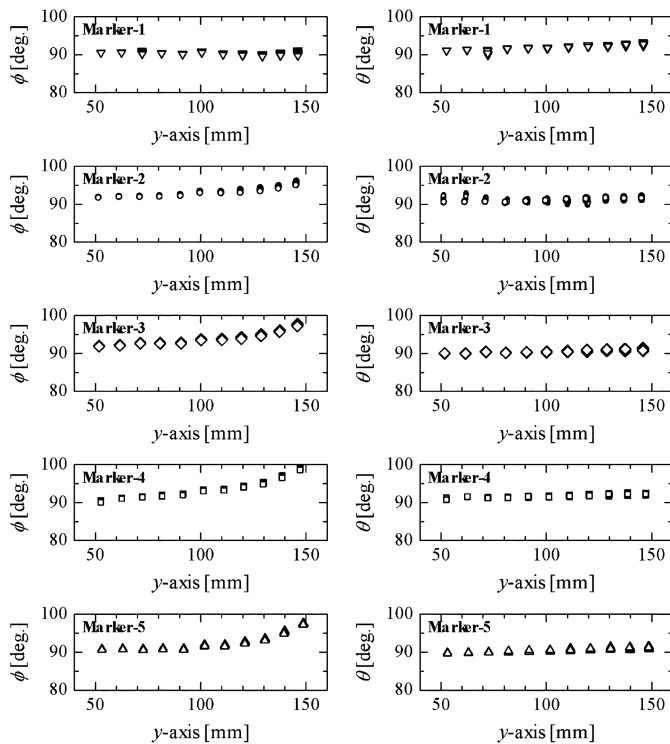 100 Marker-1 100 Marker-1
ϕ [deg.] 90 θ [deg.] 90
80 80
50 100 150 50 100 150
y-axis [mm] y-axis [mm]
100 Marker-2 100 Marker-2
ϕ [deg.] 90 θ [deg.] 90
80 80
50 100 150 50 100 150
y-axis [mm] y-axis [mm]
100 Marker-3 100 Marker-3
ϕ [deg.] 90 θ [deg.] 90
80 80
50 100 150 50 100 150
y-axis [mm] y-axis [mm]
100 Marker-4 100 Marker-4
ϕ [deg.] 90 θ [deg.] 90
80 80
50 100 150 50 100 150
y-axis [mm] y-axis [mm]
100 Marker-5 100 Marker-5
ϕ [deg.] 90 θ [deg.] 90
80 80
50 100 150 50 100 150
y-axis [mm] y-axis [mm]